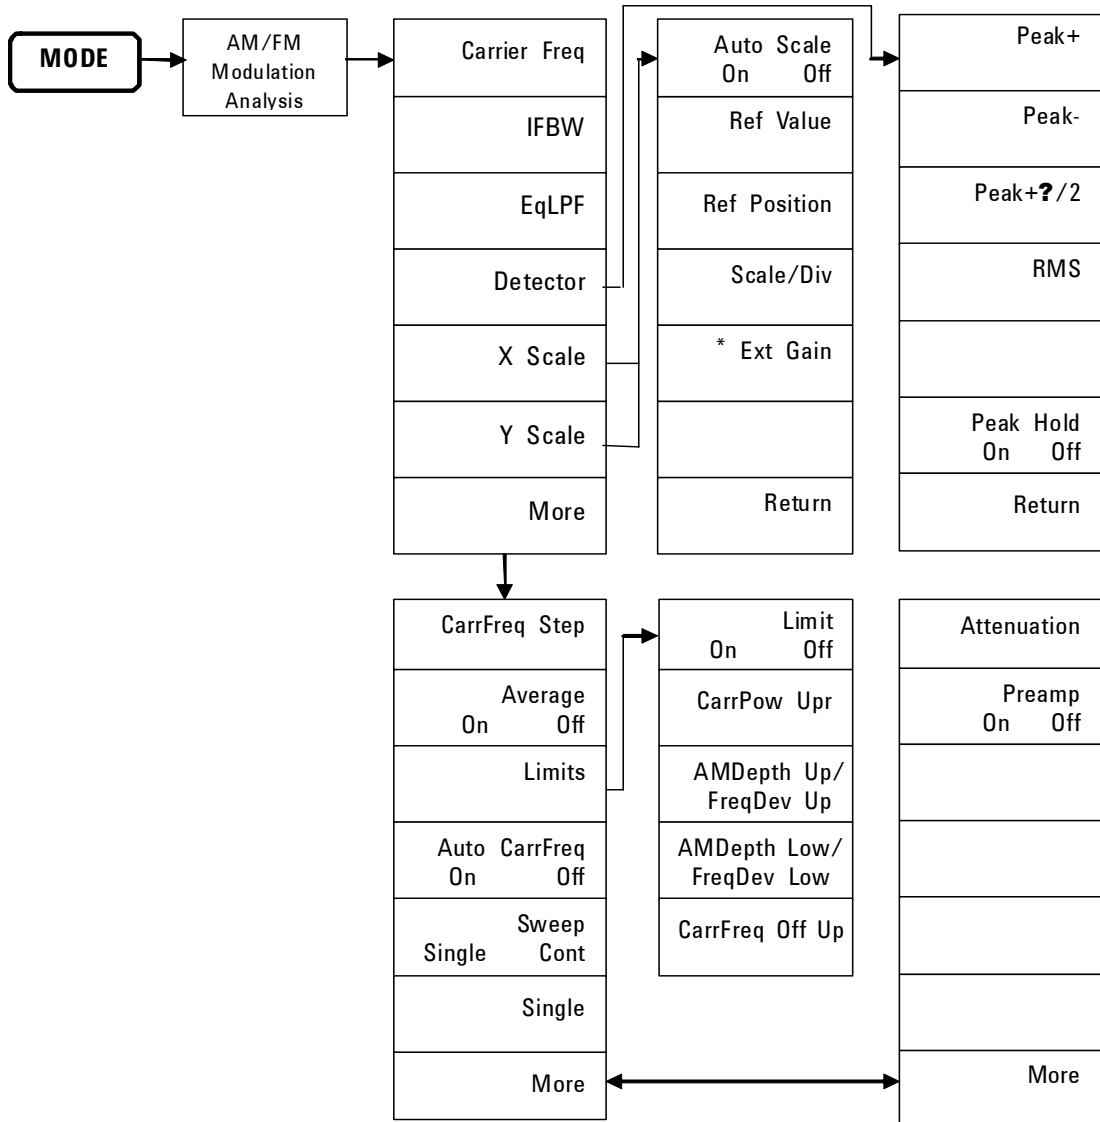 MODE
AM/FM
Modulation
Analysis
Carrier Freq
IFBW
EqLPF
Detector
X Scale
Y Scale
More
Auto Scale
On Off
Ref Value
Ref Position
Scale/Div
* Ext Gain
Return
Peak+
Peak-
Peak+?/2
RMS
Peak Hold
On Off
Return
CarrFreq Step
Average
On Off
Limits
Auto CarrFreq
On Off
Sweep
Single Cont
Single
More
Limit
On Off
CarrPow Upr
AMDepth Up/
FreqDev Up
AMDepth Low/
FreqDev Low
CarrFreq Off Up
Attenuation
Preamp
On Off
More